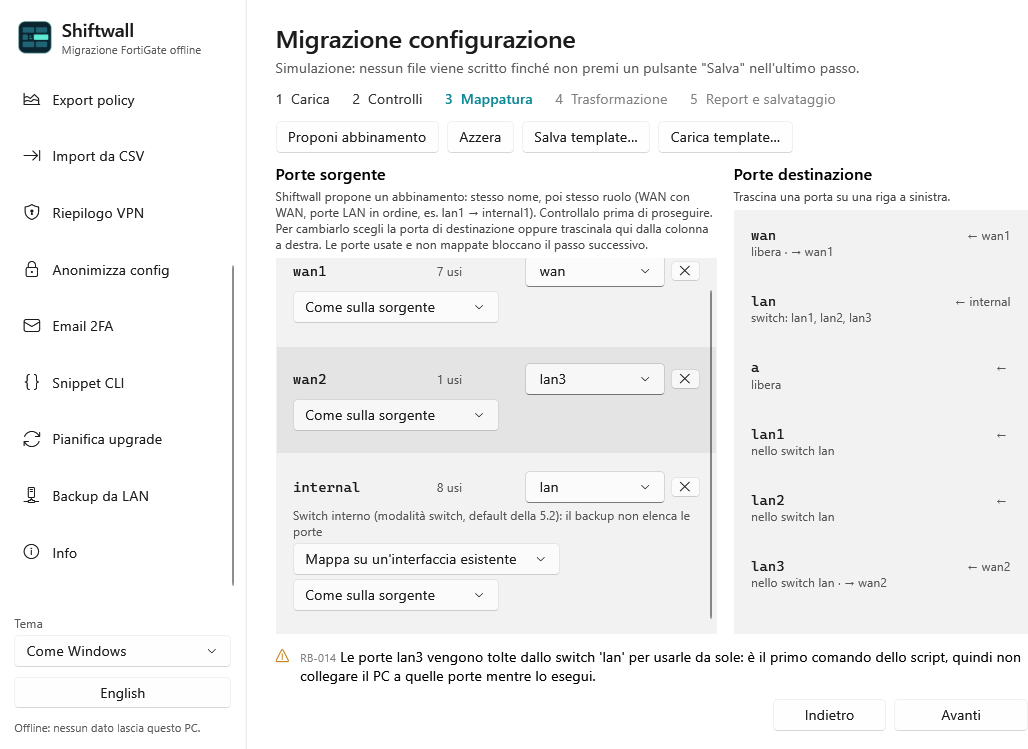 Shiftwall
Migrazione FortiGate offline
Export policy
Import da CSV
Riepilogo VPN
Anonimizza config
Email 2FA
Snippet CLI
Pianifica upgrade
Backup da LAN
Info
Tema
Come Windows
English
Offline: nessun dato lascia questo PC.
Migrazione configurazione
Simulazione: nessun file viene scritto finché non premi un pulsante "Salva" nell'ultimo passo.
1 Carica 2 Controlli 3 Mappatura 4 Trasformazione 5 Report e salvataggio
Proponi abbinamento Azzera Salva template... Carica template...
Porte sorgente
Shiftwall propone un abbinamento: stesso nome, poi stesso ruolo (WAN con
WAN, porte LAN in ordine, es. lan1 → internal1). Controllalo prima di proseguire.
Per cambiarlo scegli la porta di destinazione oppure trascinala qui dalla colonna
a destra. Le porte usate e non mappate bloccano il passo successivo.
wan1 7 usi wan
Come sulla sorgente
wan2 1 usi lan3
Come sulla sorgente
internal 8 usi lan
Switch interno (modalità switch, default della 5.2): il backup non elenca le
porte
Mappa su un'interfaccia esistente
Come sulla sorgente
Porte destinazione
Trascina una porta su una riga a sinistra.
wan ← wan1
libera · → wan1
lan ← internal
switch: lan1, lan2, lan3
a ←
libera
lan1 ←
nello switch lan
lan2 ←
nello switch lan
lan3 ← wan2
nello switch lan · → wan2
RB-014 Le porte lan3 vengono tolte dallo switch 'lan' per usarle da sole: è il primo comando dello script, quindi non
collegare il PC a quelle porte mentre lo esegui.
Indietro Avanti